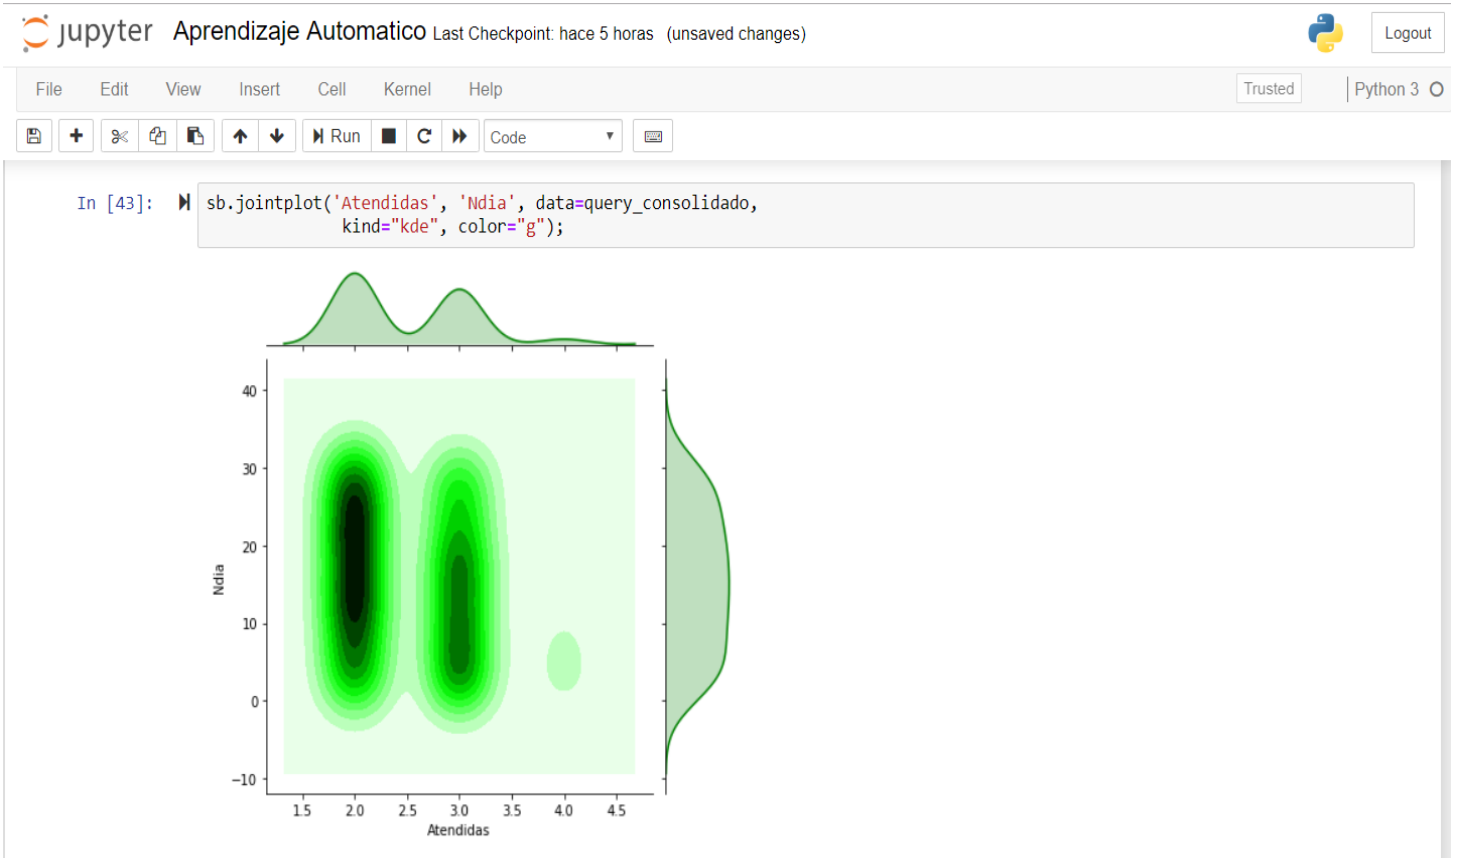 jupyter Aprendizaje Automatico Last Checkpoint: hace 5 horas (unsaved changes)
Logout
File Edit View Insert Cell Kernel Help
Trusted
Python 3
Run
Code
In [43]:
sb.jointplot('Atendidas', 'Ndia', data=query_consolidado,
kind="kde", color="g");
40
30
20
10
0
−10
Ndia
1.5 2.0 2.5 3.0 3.5 4.0 4.5
Atendidas